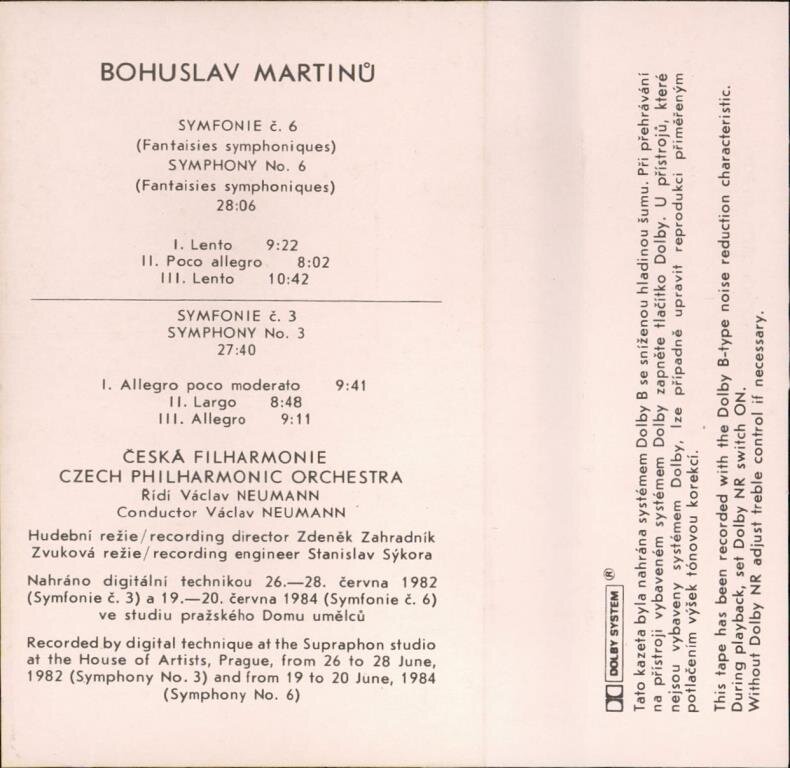 BOHUSLAV MARTINŮ
SYMFONIE č. 6
(Fantaisies symphoniques)
SYMPHONY No. 6
(Fantaisies symphoniques)
28:06
I. Lento 9:22
II. Poco allegro 8:02
III. Lento 10:42
SYMFONIE č. 3
SYMPHONY No. 3
27:40
I. Allegro poco moderato 9:41
II. Largo 8:48
III. Allegro 9:11
ČESKÁ FILHARMONIE
CZECH PHILHARMONIC ORCHESTRA
Řídí Václav NEUMANN
Conductor Václav NEUMANN
Hudební režie/recording director Zdeněk Zahradník
Zvuková režie/recording engineer Stanislav Sýkora
Nahráno digitální technikou 26.—28. června 1982
(Symfonie č. 3) a 19.—20. června 1984 (Symfonie č. 6)
ve studiu pražského Domu umělců
Recorded by digital technique at the Supraphon studio
at the House of Artists, Prague, from 26 to 28 June,
1982 (Symphony No. 3) and from 19 to 20 June, 1984
(Symphony No. 6)
DOLBY SYSTEM ®
Tato kazeta byla nahrána systémem Dolby B se sníženou hladinou šumu. Při přehrávání
na přístroji vybaveném systémem Dolby zapněte tlačítko Dolby. U přístrojů, které
nejsou vybaveny systémem Dolby, lze případně upravit reprodukci přiměřeným
potlačením výšek tónovou korekcí.
This tape has been recorded with the Dolby B-type noise reduction characteristic.
During playback, set Dolby NR switch ON.
Without Dolby NR adjust treble control if necessary.